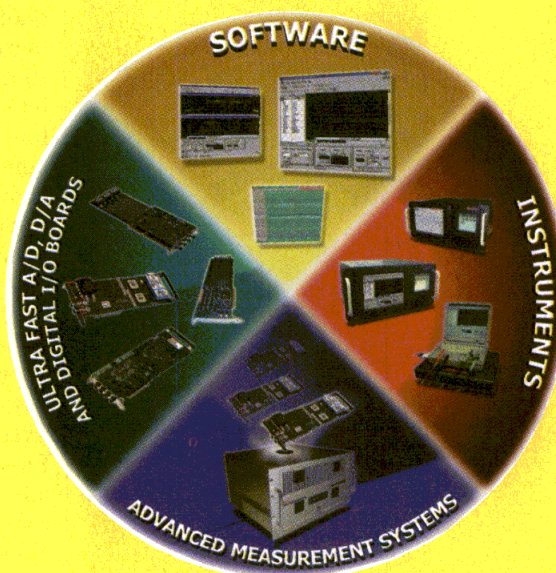 SOFTWARE
INSTRUMENTS
ULTRA FAST A/D, D/A
AND DIGITAL I/O BOARDS
ADVANCED MEASUREMENT SYSTEMS